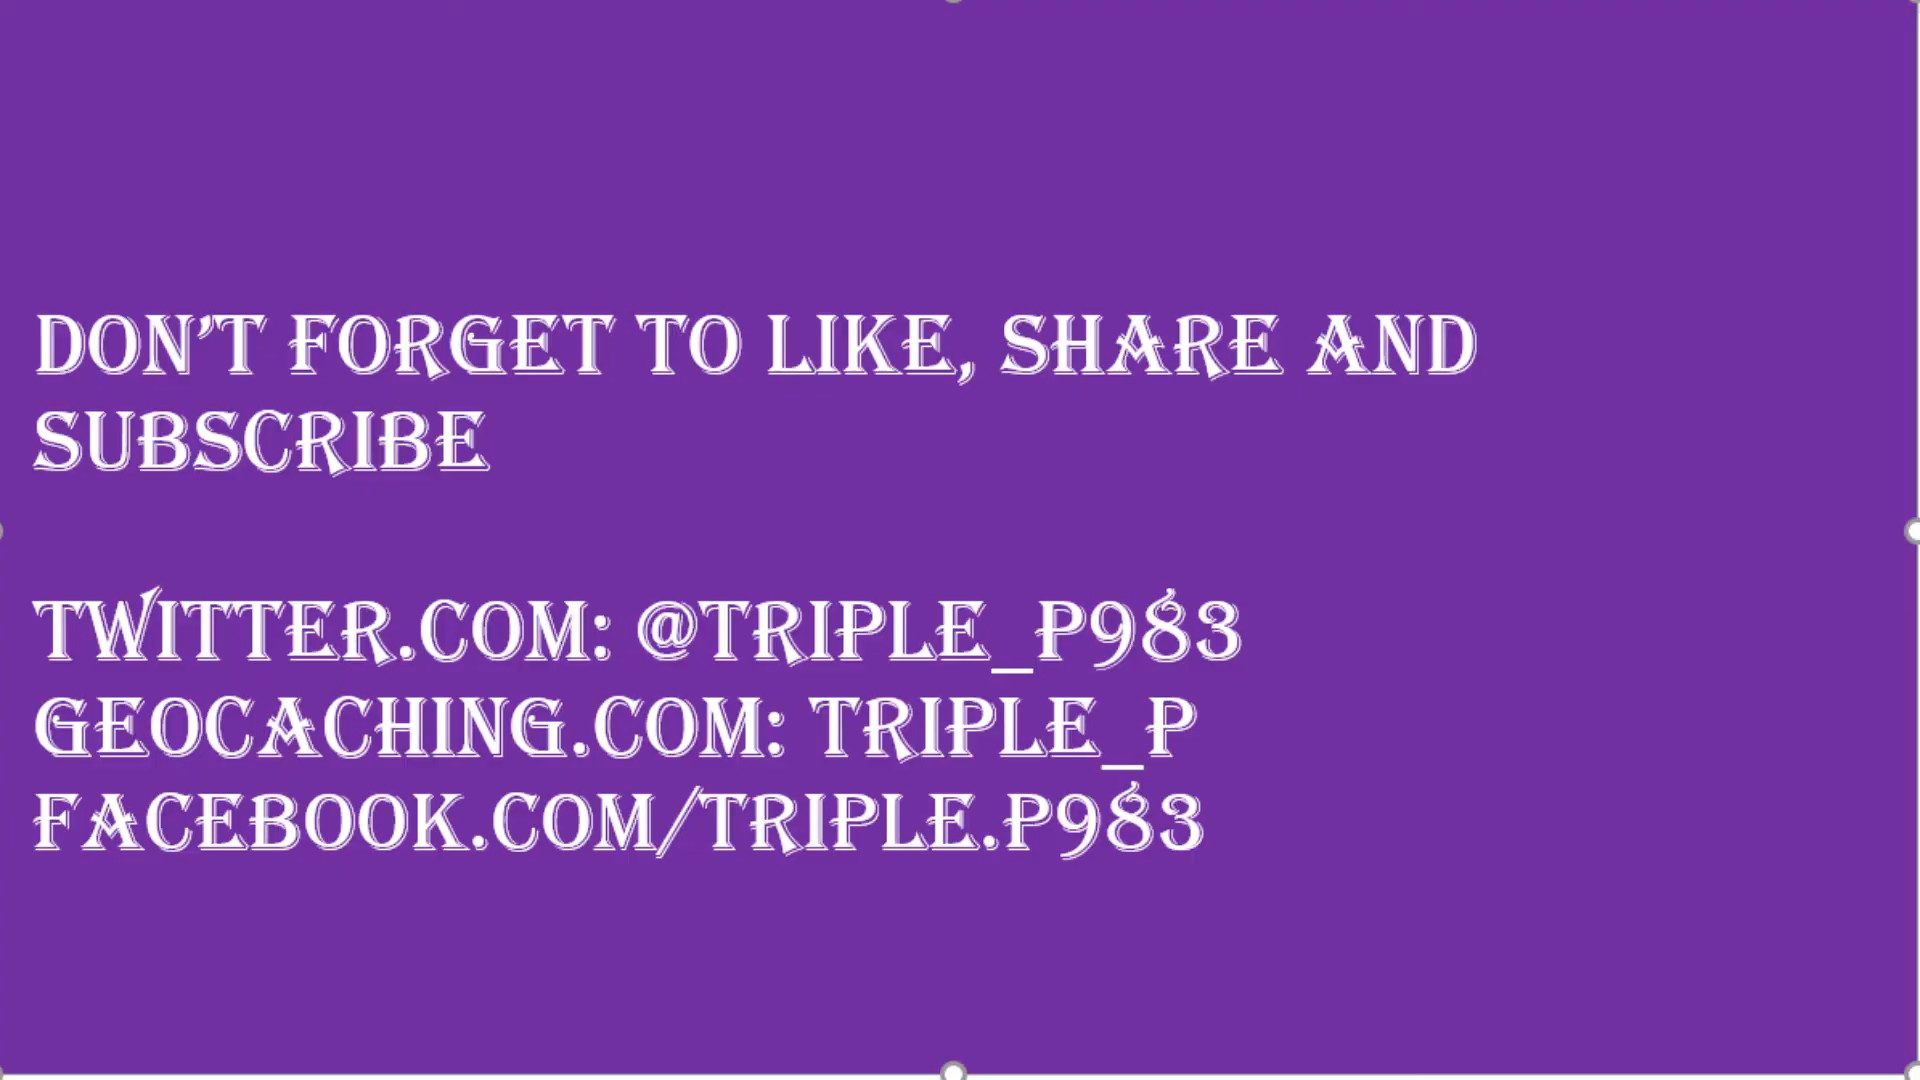 DON’T FORGET TO LIKE, SHARE AND
SUBSCRIBE
TWITTER.COM: @TRIPLE_P983
GEOCACHING.COM: TRIPLE_P
FACEBOOK.COM/TRIPLE.P983